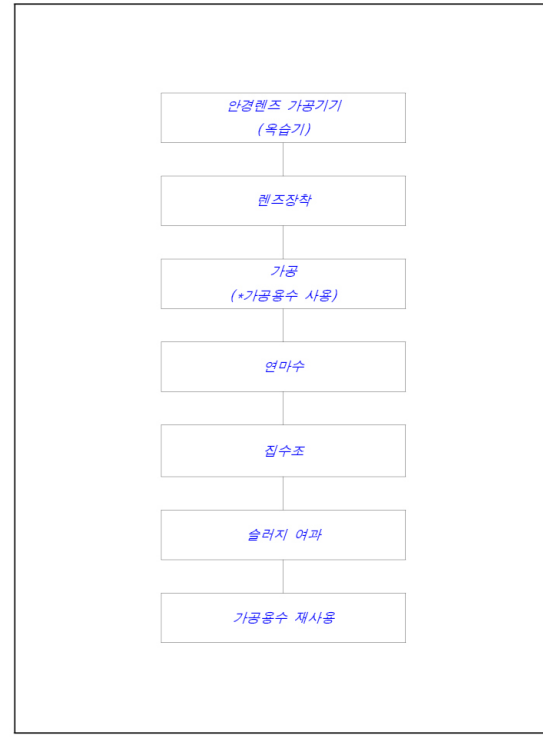 안경렌즈 가공기기
(옥습기)
렌즈장착
가공
(*가공용수 사용)
연마수
집수조
슬러지 여과
가공용수 재사용